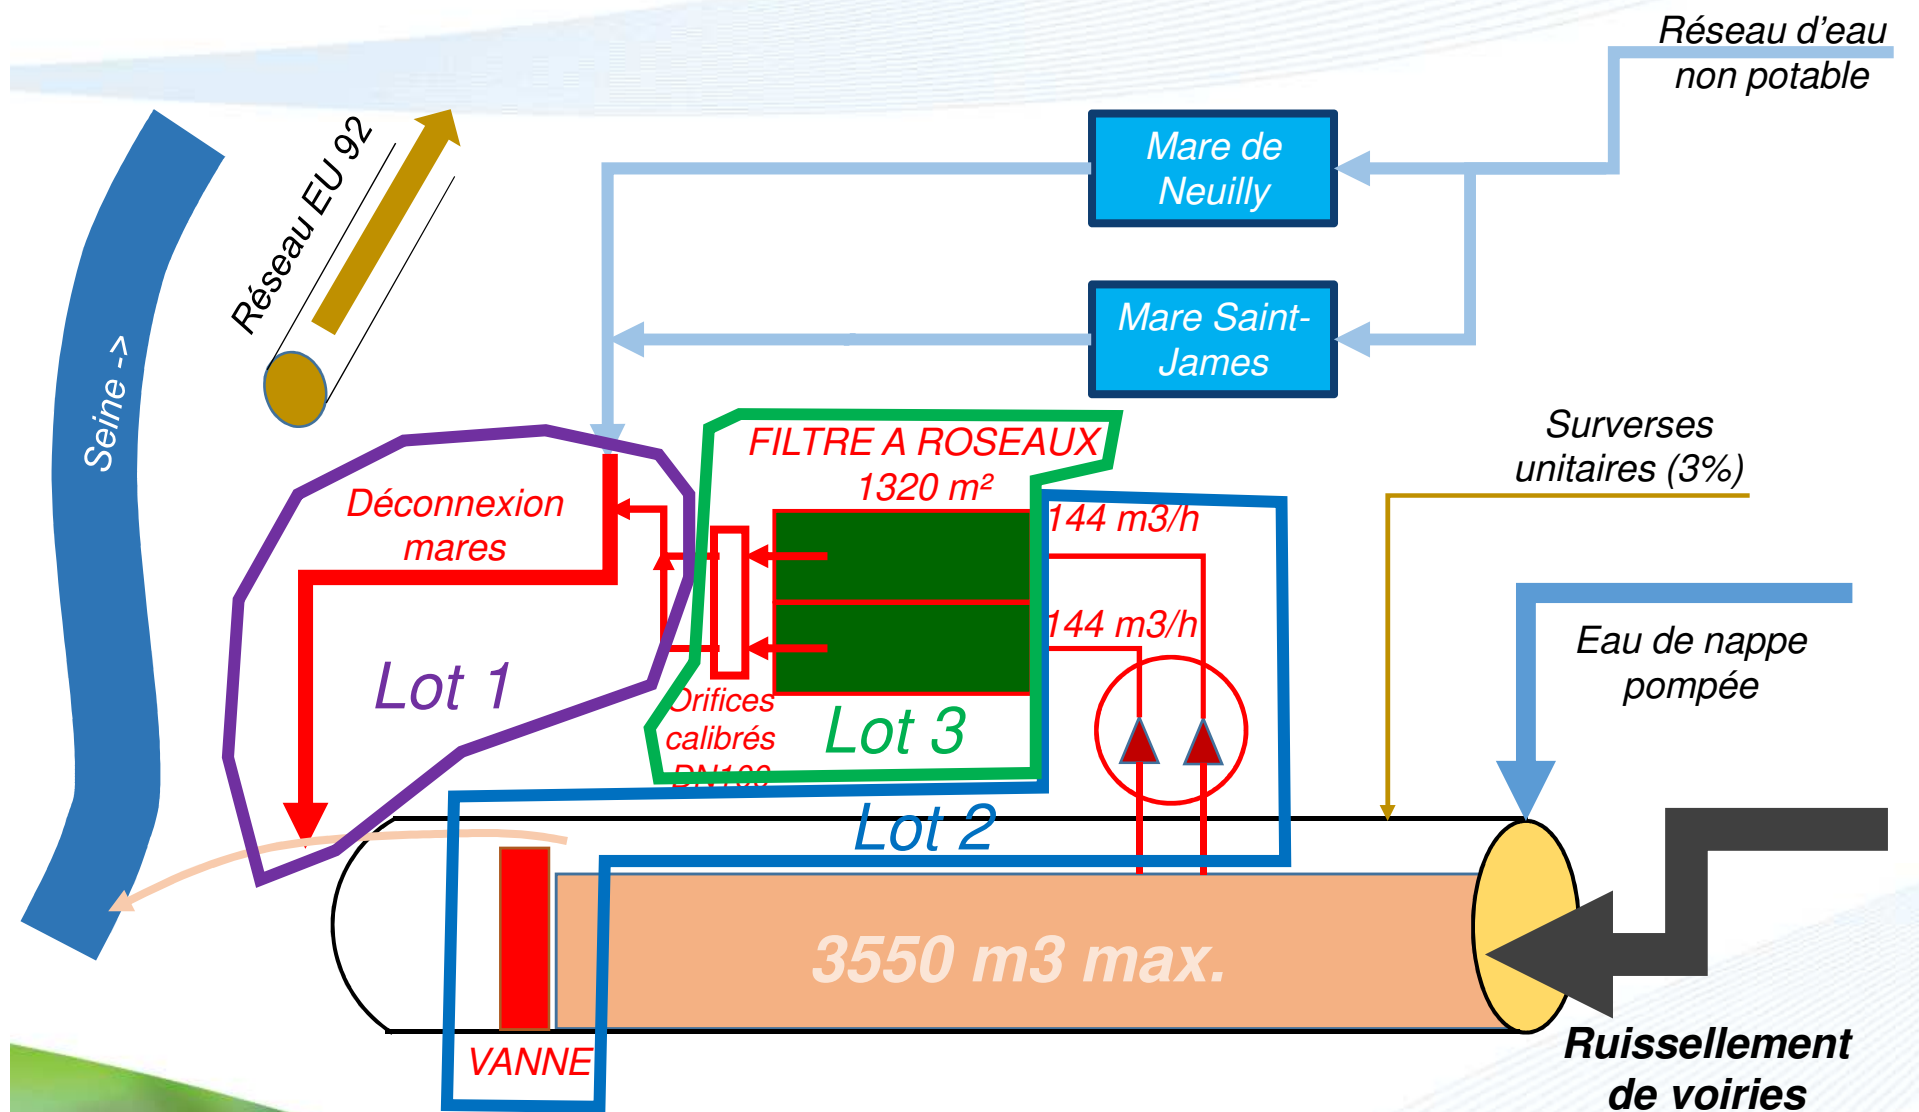 Réseau d'eau
non potable
Réseau EU 92
Mare de
Neuilly
Mare Saint-
James
Seine ->
Surverses
unitaires (3%)
FILTRE A ROSEAUX
1320 m²
Déconnexion
mares
144 m3/h
144 m3/h
Eau de nappe
pompée
Lot 1
Orifices
calibrés
DN100
Lot 3
Lot 2
3550 m3 max.
VANNE
Ruissellement
de voiries